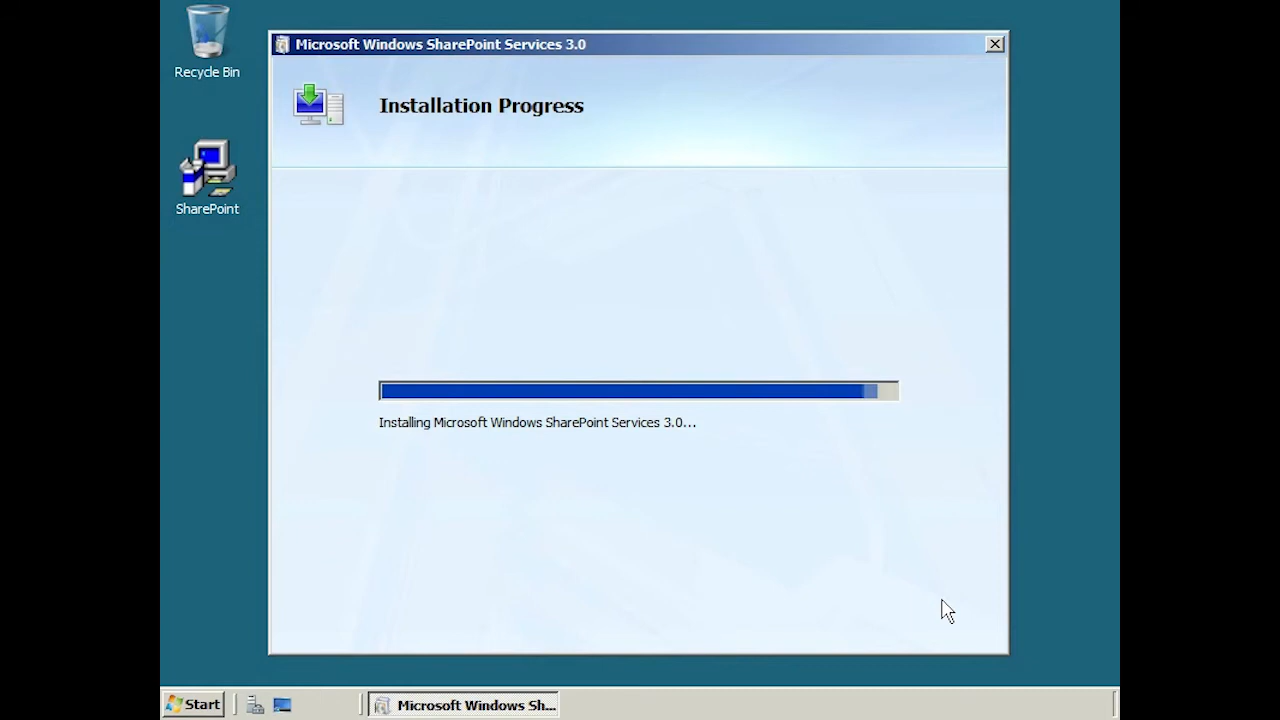 Recycle Bin
SharePoint
Microsoft Windows SharePoint Services 3.0
Installation Progress
Installing Microsoft Windows SharePoint Services 3.0...
Start
Microsoft Windows Sh...